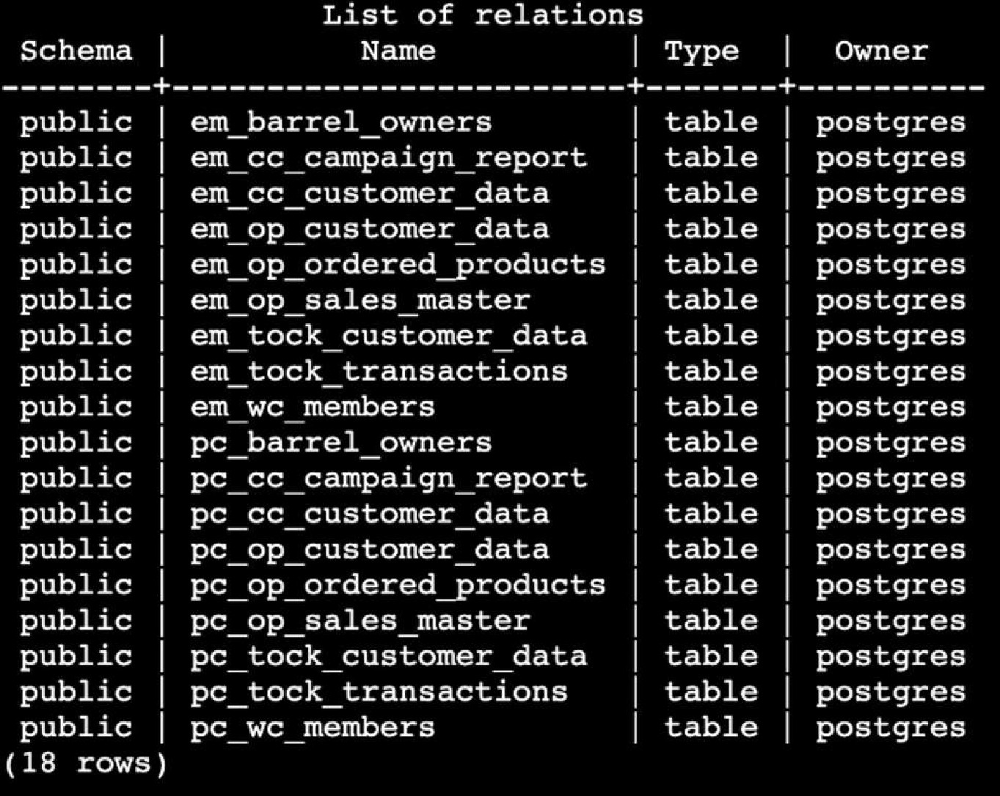 List of relations
 Schema |          Name          | Type  |  Owner
--------+------------------------+-------+----------
 public | em_barrel_owners       | table | postgres
 public | em_cc_campaign_report  | table | postgres
 public | em_cc_customer_data    | table | postgres
 public | em_op_customer_data    | table | postgres
 public | em_op_ordered_products | table | postgres
 public | em_op_sales_master     | table | postgres
 public | em_tock_customer_data  | table | postgres
 public | em_tock_transactions   | table | postgres
 public | em_wc_members          | table | postgres
 public | pc_barrel_owners       | table | postgres
 public | pc_cc_campaign_report  | table | postgres
 public | pc_cc_customer_data    | table | postgres
 public | pc_op_customer_data    | table | postgres
 public | pc_op_ordered_products | table | postgres
 public | pc_op_sales_master     | table | postgres
 public | pc_tock_customer_data  | table | postgres
 public | pc_tock_transactions   | table | postgres
 public | pc_wc_members          | table | postgres
(18 rows)